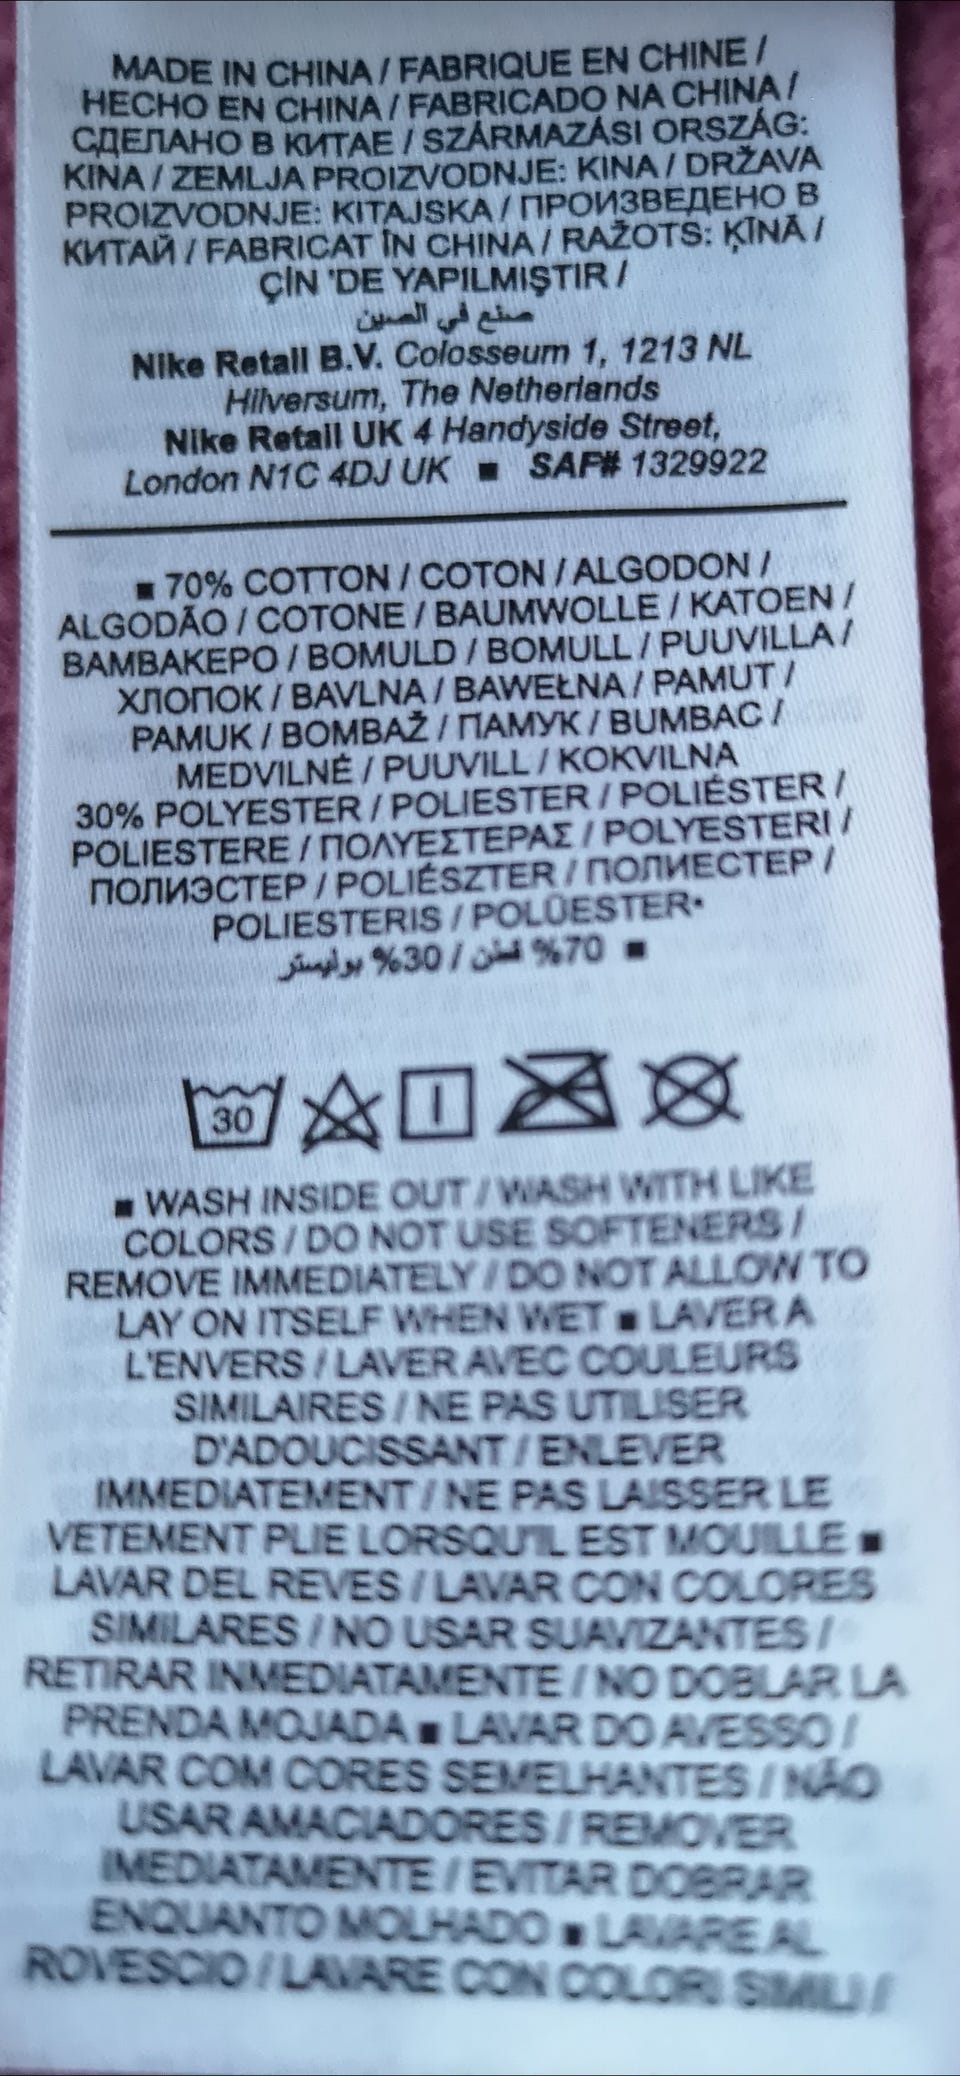 MADE IN CHINA / FABRIQUE EN CHINE /
HECHO EN CHINA / FABRICADO NA CHINA /
СДЕЛАНО В КИТАЕ / SZÁRMAZÁSI ORSZÁG:
KINA / ZEMLJA PROIZVODNJE: KINA / DRŽAVA
PROIZVODNJE: KITAJSKA / ПРОИЗВЕДЕНО В
КИТАЙ / FABRICAT ÎN CHINA / RAŽOTS: ĶĪNĀ /
ÇİN 'DE YAPILMIŞTIR /
صنع في الصين
Nike Retail B.V. Colosseum 1, 1213 NL
Hilversum, The Netherlands
Nike Retail UK 4 Handyside Street,
London N1C 4DJ UK ■ SAF# 1329922
■ 70% COTTON / COTON / ALGODON /
ALGODÃO / COTONE / BAUMWOLLE / KATOEN /
ΒΑΜΒΑΚΕΡΟ / BOMULD / BOMULL / PUUVILLA /
ХЛОПОК / BAVLNA / BAWEŁNA / PAMUT /
PAMUK / BOMBAŽ / ПАМУК / BUMBAC /
MEDVILNĖ / PUUVILL / KOKVILNA
30% POLYESTER / POLIESTER / POLIÉSTER /
POLIESTERE / ΠΟΛΥΕΣΤΕΡΑΣ / POLYESTERI /
ПОЛИЭСТЕР / POLIÉSZTER / ПОЛИЕСТЕР /
POLIESTERIS / POLÜESTER•
■ 70% قطن / 30% بوليستر
30
■ WASH INSIDE OUT / WASH WITH LIKE
COLORS / DO NOT USE SOFTENERS /
REMOVE IMMEDIATELY / DO NOT ALLOW TO
LAY ON ITSELF WHEN WET ■ LAVER A
L'ENVERS / LAVER AVEC COULEURS
SIMILAIRES / NE PAS UTILISER
D'ADOUCISSANT / ENLEVER
IMMEDIATEMENT / NE PAS LAISSER LE
VETEMENT PLIE LORSQU'IL EST MOUILLE ■
LAVAR DEL REVES / LAVAR CON COLORES
SIMILARES / NO USAR SUAVIZANTES /
RETIRAR INMEDIATAMENTE / NO DOBLAR LA
PRENDA MOJADA ■ LAVAR DO AVESSO /
LAVAR COM CORES SEMELHANTES / NÃO
USAR AMACIADORES / REMOVER
IMEDIATAMENTE / EVITAR DOBRAR
ENQUANTO MOLHADO ■ LAVARE AL
ROVESCIO / LAVARE CON COLORI SIMILI /